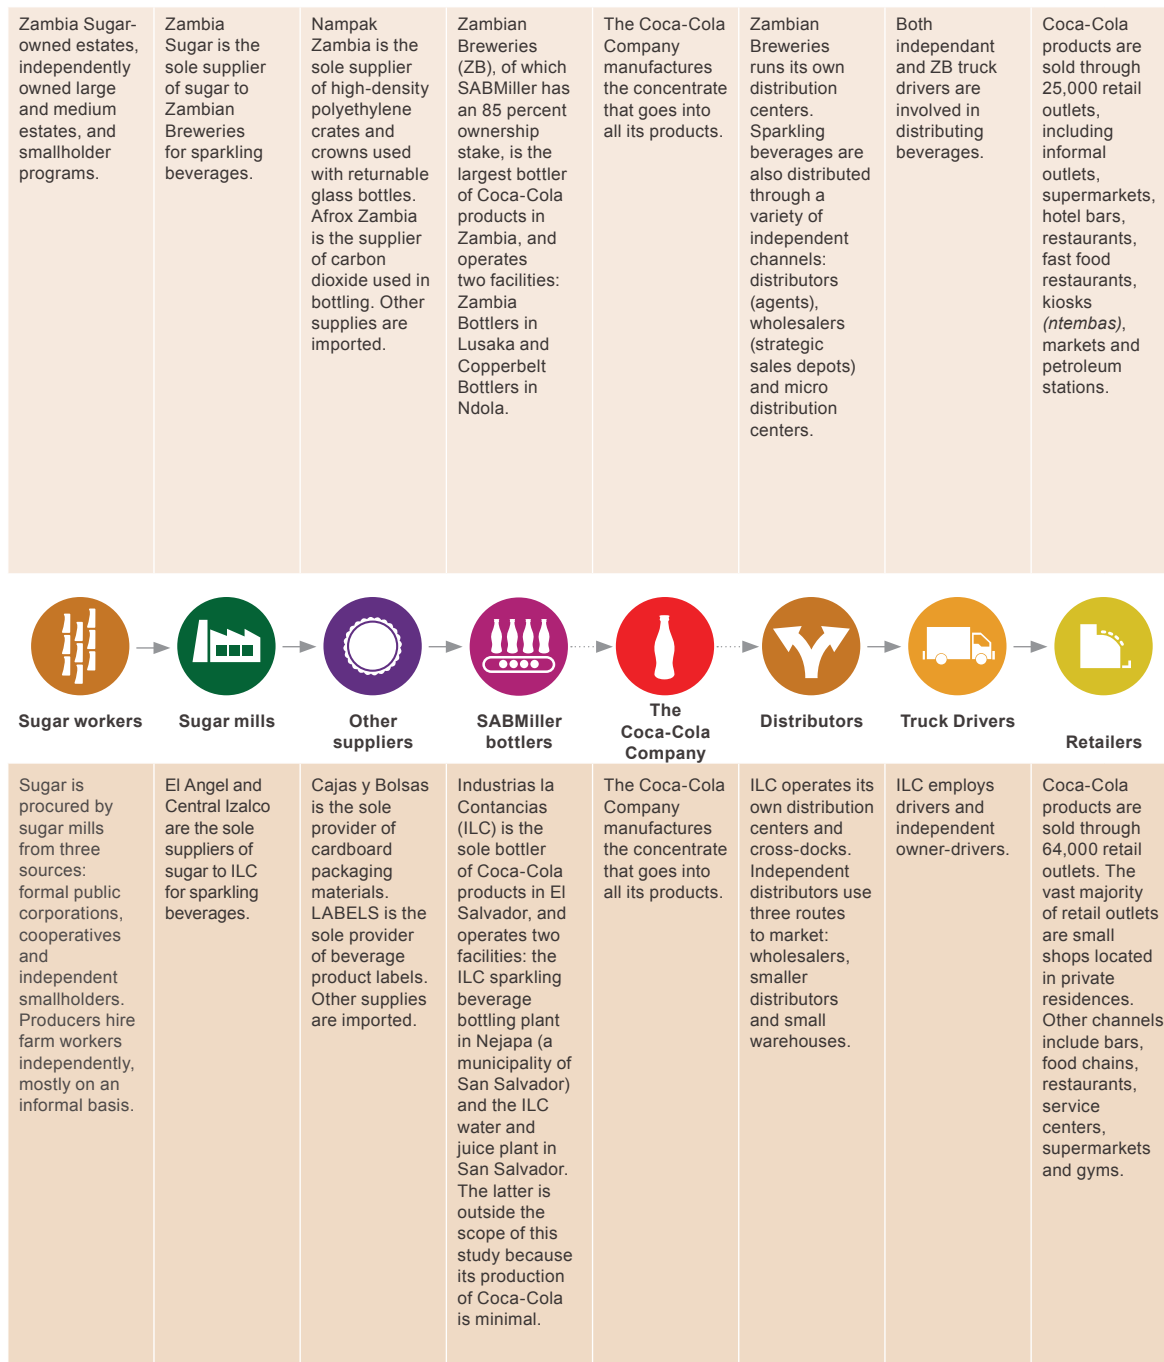 Zambia Sugar-
owned estates,
independently
owned large
and medium
estates, and
smallholder
programs.
Zambia
Sugar is the
sole supplier
of sugar to
Zambian
Breweries
for sparkling
beverages.
Nampak
Zambia is the
sole supplier
of high-density
polyethylene
crates and
crowns used
with returnable
glass bottles.
Afrox Zambia
is the supplier
of carbon
dioxide used in
bottling. Other
supplies are
imported.
Zambian
Breweries
(ZB), of which
SABMiller has
an 85 percent
ownership
stake, is the
largest bottler
of Coca-Cola
products in
Zambia, and
operates
two facilities:
Zambia
Bottlers in
Lusaka and
Copperbelt
Bottlers in
Ndola.
The Coca-Cola
Company
manufactures
the concentrate
that goes into
all its products.
Zambian
Breweries
runs its own
distribution
centers.
Sparkling
beverages are
also distributed
through a
variety of
independent
channels:
distributors
(agents),
wholesalers
(strategic
sales depots)
and micro
distribution
centers.
Both
independant
and ZB truck
drivers are
involved in
distributing
beverages.
Coca-Cola
products are
sold through
25,000 retail
outlets,
including
informal
outlets,
supermarkets,
hotel bars,
restaurants,
fast food
restaurants,
kiosks
(ntembas),
markets and
petroleum
stations.
Sugar workers
Sugar mills
Other
suppliers
SABMiller
bottlers
The
Coca-Cola
Company
Distributors
Truck Drivers
Retailers
Sugar is
procured by
sugar mills
from three
sources:
formal public
corporations,
cooperatives
and
independent
smallholders.
Producers hire
farm workers
independently,
mostly on an
informal basis.
El Angel and
Central Izalco
are the sole
suppliers of
sugar to ILC
for sparkling
beverages.
Cajas y Bolsas
is the sole
provider of
cardboard
packaging
materials.
LABELS is the
sole provider
of beverage
product labels.
Other supplies
are imported.
Industrias la
Contancias
(ILC) is the
sole bottler
of Coca-Cola
products in El
Salvador, and
operates two
facilities: the
ILC sparkling
beverage
bottling plant
in Nejapa (a
municipality of
San Salvador)
and the ILC
water and
juice plant in
San Salvador.
The latter is
outside the
scope of this
study because
its production
of Coca-Cola
is minimal.
The Coca-Cola
Company
manufactures
the concentrate
that goes into
all its products.
ILC operates its
own distribution
centers and
cross-docks.
Independent
distributors use
three routes
to market:
wholesalers,
smaller
distributors
and small
warehouses.
ILC employs
drivers and
independent
owner-drivers.
Coca-Cola
products are
sold through
64,000 retail
outlets. The
vast majority
of retail outlets
are small
shops located
in private
residences.
Other channels
include bars,
food chains,
restaurants,
service
centers,
supermarkets
and gyms.